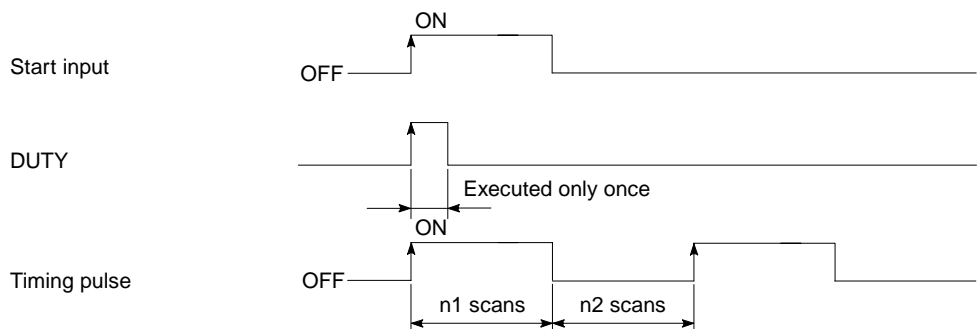 ON
Start input
OFF
DUTY
Executed only once
ON
Timing pulse
OFF
n1 scans
n2 scans